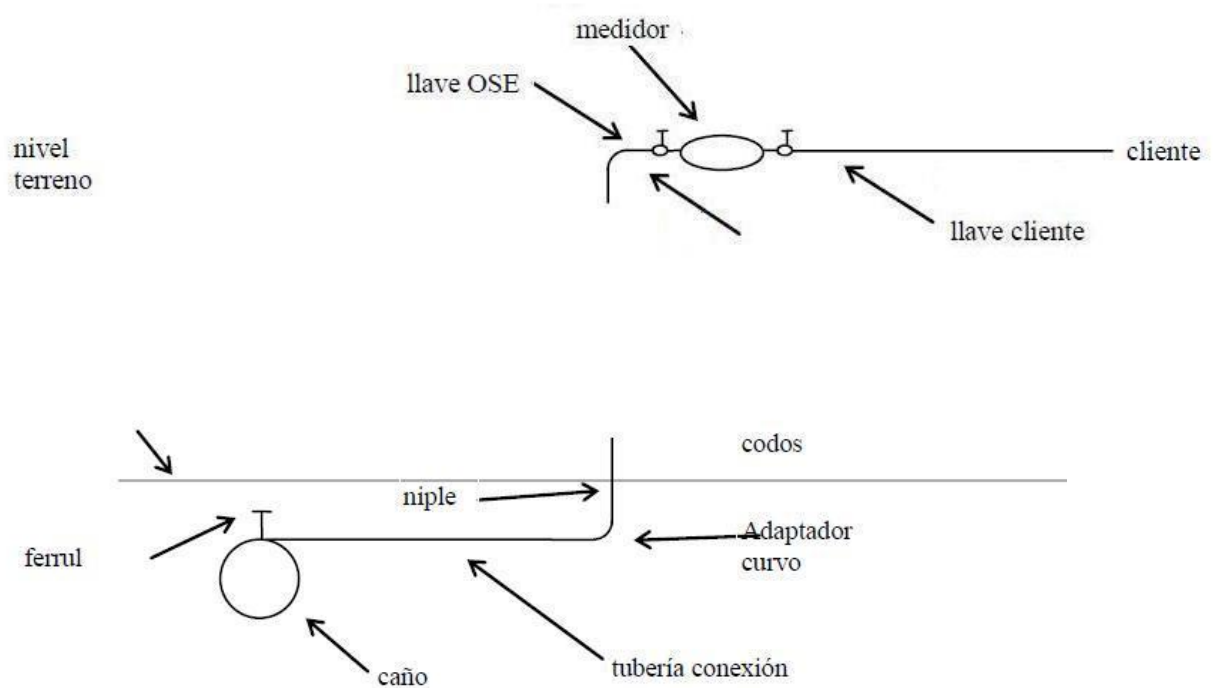 medidor
llave OSE
nivel
terreno
cliente
llave cliente
codos
niple
Adaptador
curvo
ferrul
tubería conexión
caño